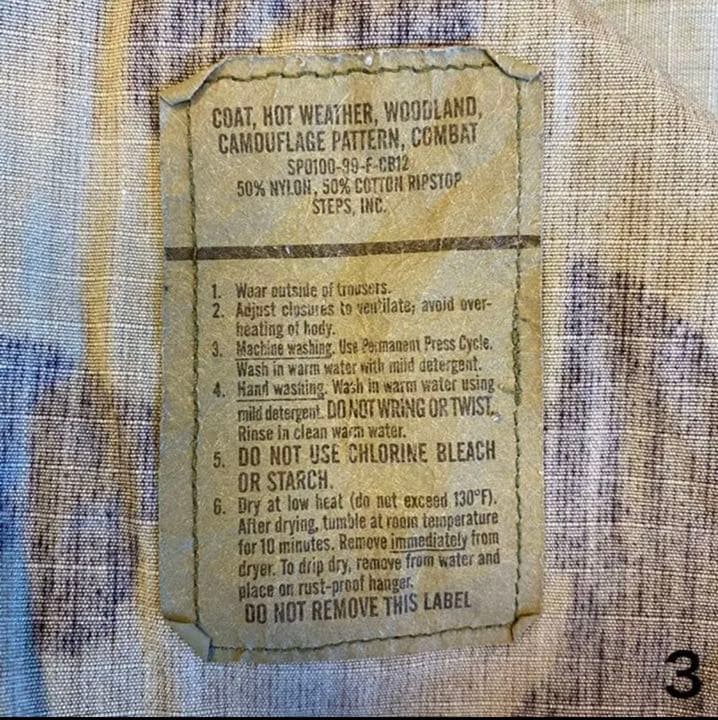 COAT, HOT WEATHER, WOODLAND,
CAMOUFLAGE PATTERN, COMBAT
SPO100-99-F-CB12
50% NYLON, 50% COTTON RIPSTOP
STEPS, INC.
1. Wear outside of trousers.
2. Adjust closures to ventilate; avoid over-
heating of body.
3. Machine washing. Use Permanent Press Cycle.
Wash in warm water with mild detergent.
4. Hand washing. Wash in warm water using
mild detergent. DO NOT WRING OR TWIST.
Rinse in clean warm water.
5. DO NOT USE CHLORINE BLEACH
OR STARCH.
6. Dry at low heat (do not exceed 130°F).
After drying, tumble at room temperature
for 10 minutes. Remove immediately from
dryer. To drip dry, remove from water and
place on rust-proof hanger.
DO NOT REMOVE THIS LABEL
3